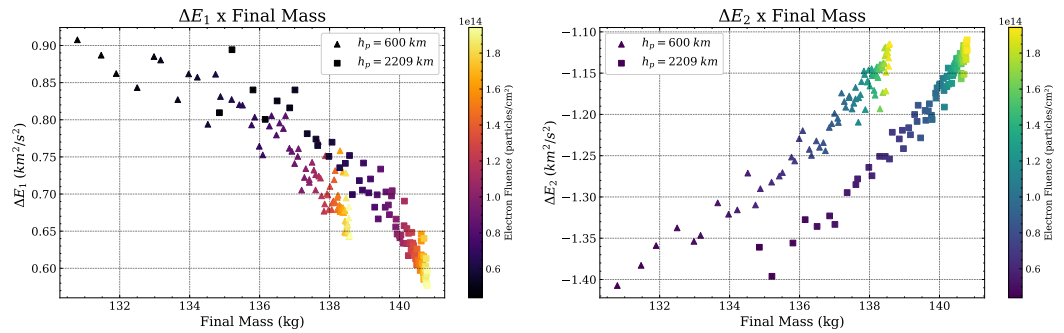 ΔE₁ x Final Mass
1e14
0.90
0.85
0.80
0.75
0.70
0.65
0.60
ΔE₁ (km²/s²)
hₚ = 600 km
hₚ = 2209 km
132
134
136
138
140
Final Mass (kg)
1.8
1.6
1.4
1.2
1.0
0.8
0.6
Electron Fluence (particles/cm²)
ΔE₂ x Final Mass
1e14
−1.10
−1.15
−1.20
−1.25
−1.30
−1.35
−1.40
ΔE₂ (km²/s²)
hₚ = 600 km
hₚ = 2209 km
132
134
136
138
140
Final Mass (kg)
1.8
1.6
1.4
1.2
1.0
0.8
0.6
Electron Fluence (particles/cm²)